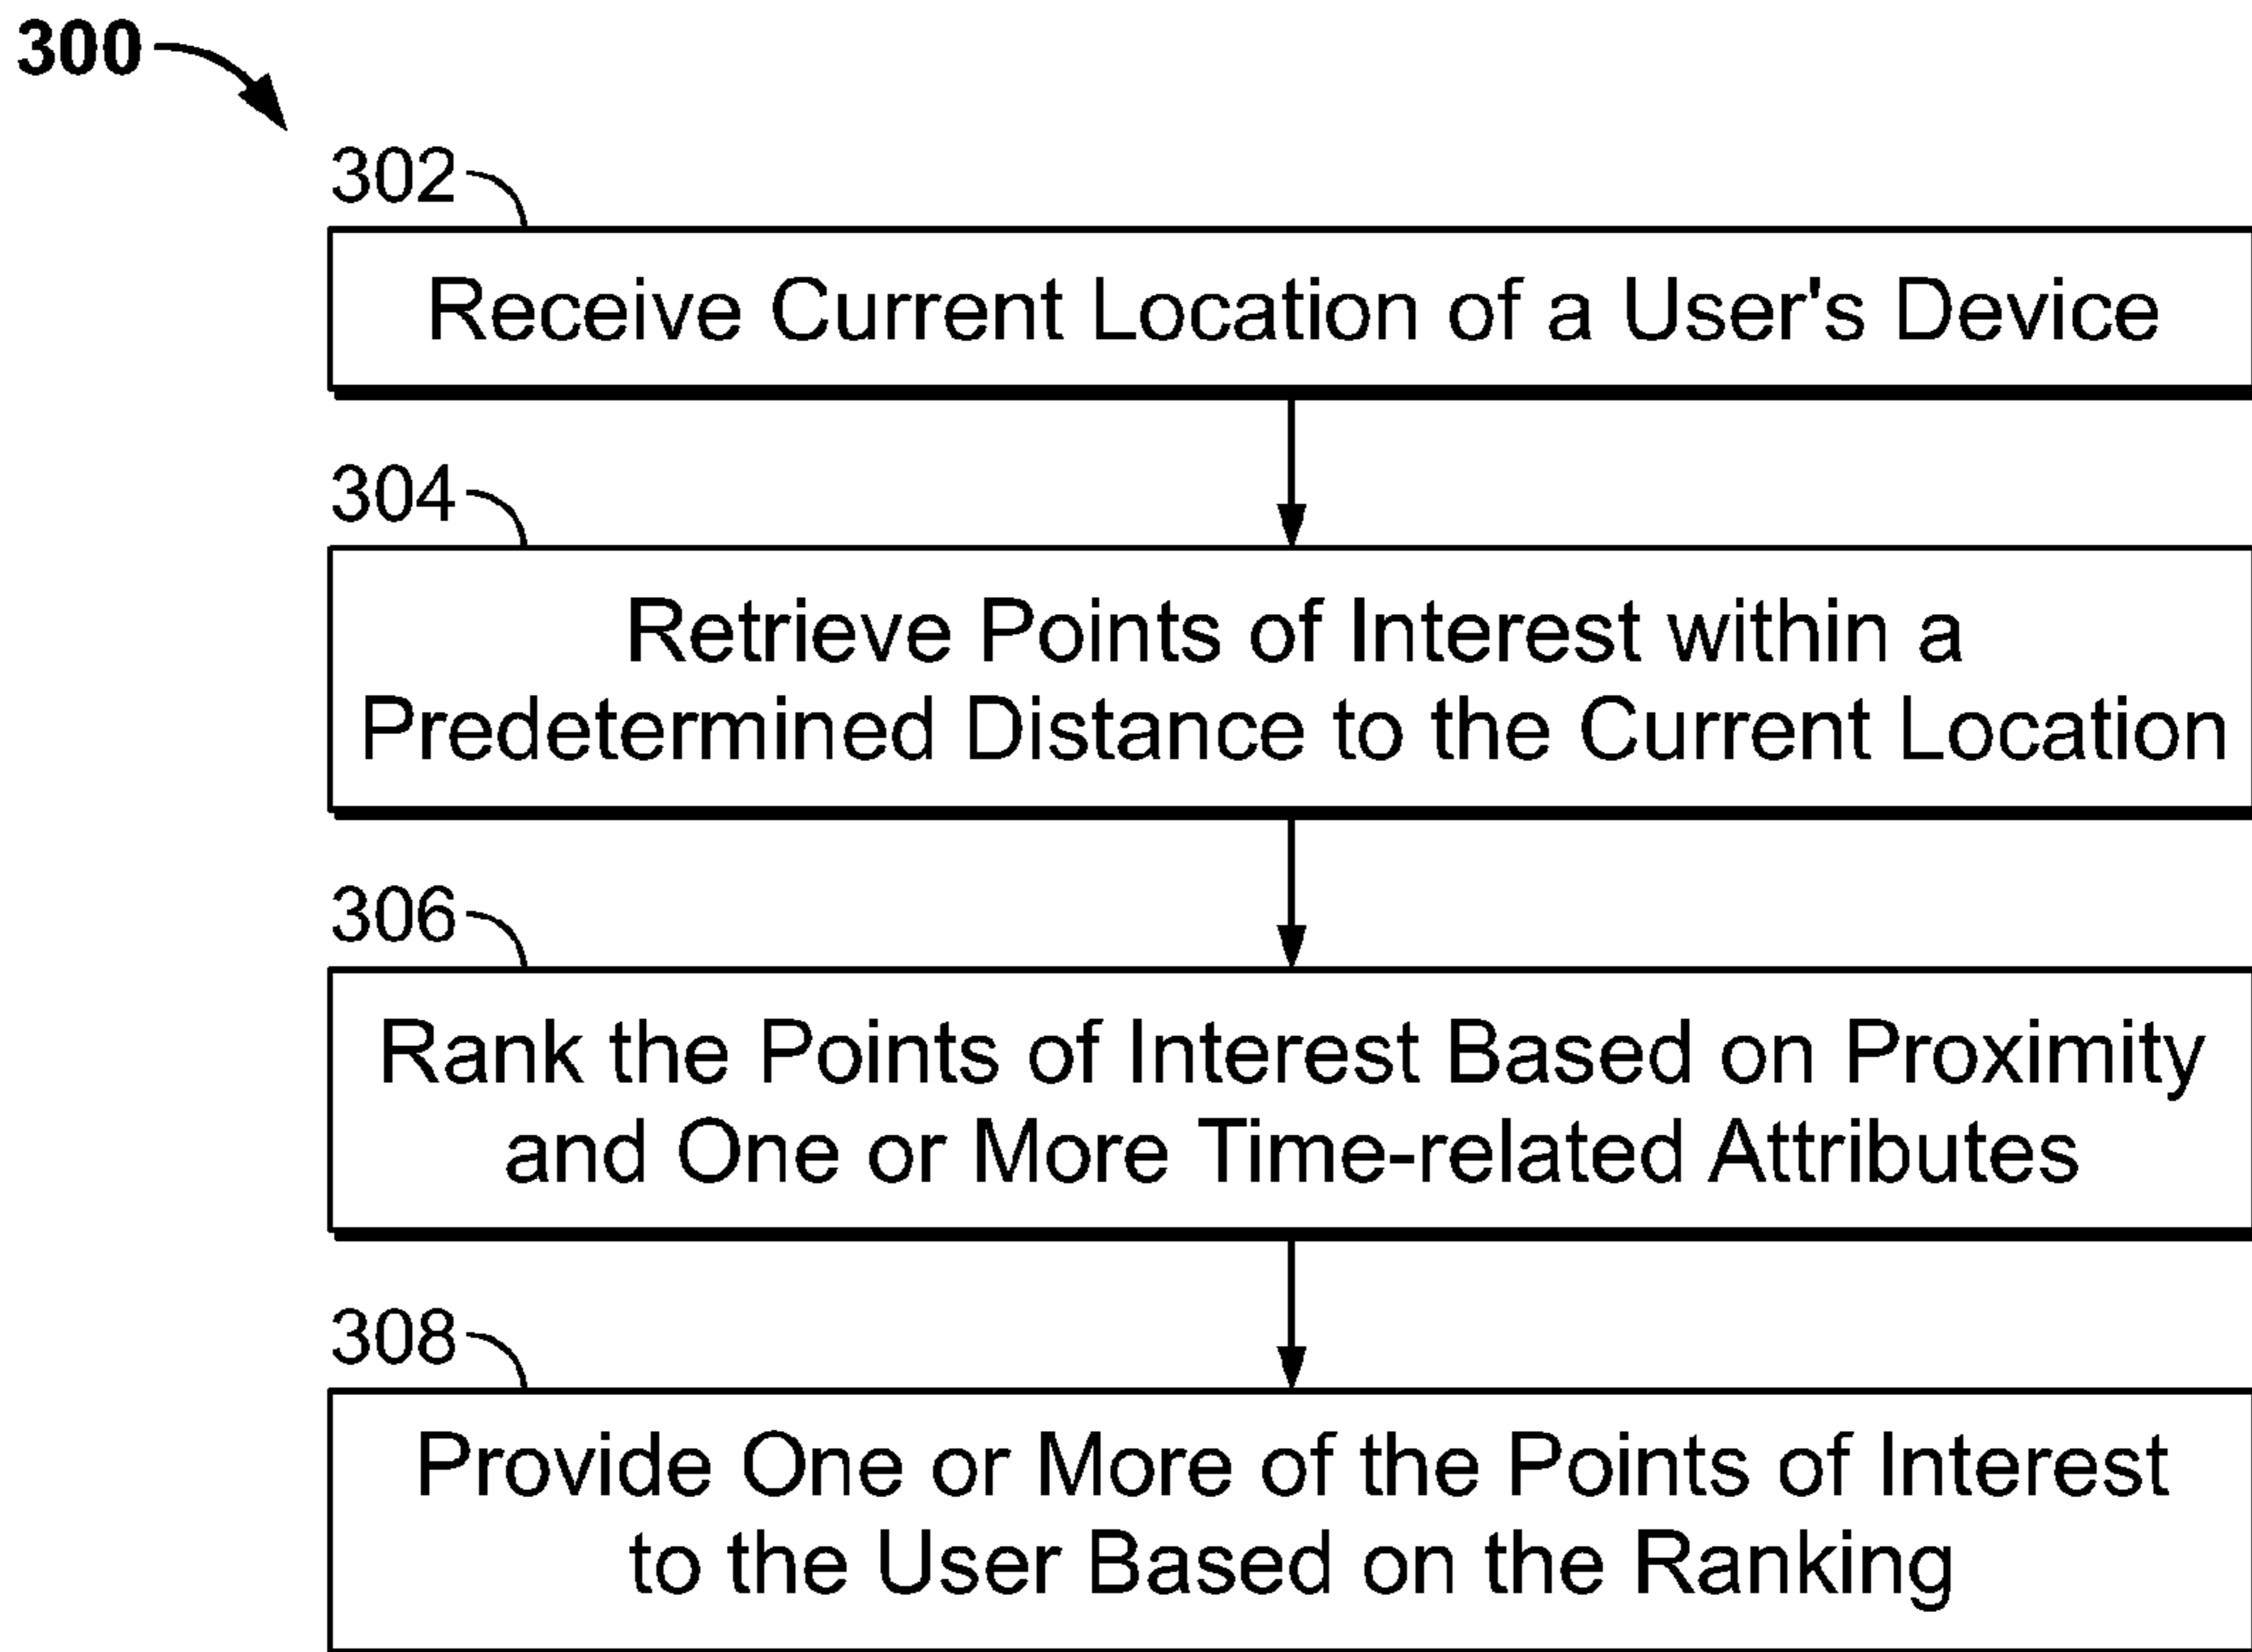 300
302
Receive Current Location of a User's Device
304
Retrieve Points of Interest within a
Predetermined Distance to the Current Location
306
Rank the Points of Interest Based on Proximity
and One or More Time-related Attributes
308
Provide One or More of the Points of Interest
to the User Based on the Ranking